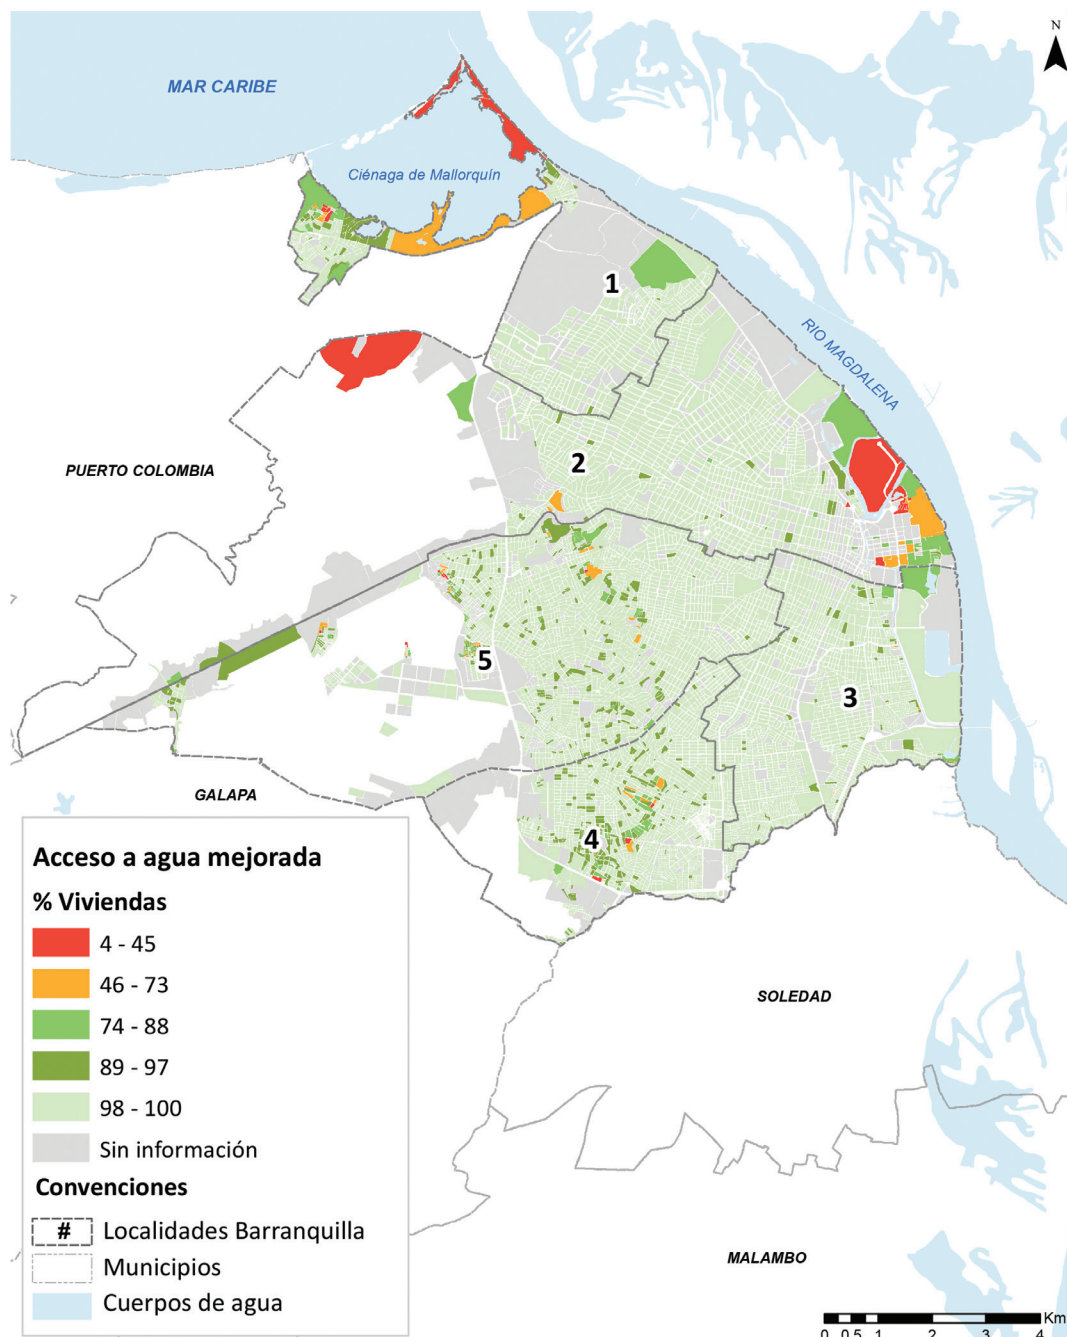 N
MAR CARIBE
Ciénaga de Mallorquín
1
RIO MAGDALENA
2
PUERTO COLOMBIA
5
3
GALAPA
4
Acceso a agua mejorada
% Viviendas
4 - 45
46 - 73
74 - 88
89 - 97
98 - 100
Sin información
Convenciones
# Localidades Barranquilla
Municipios
Cuerpos de agua
SOLEDAD
MALAMBO
Km
0 0.5 1 2 3 4